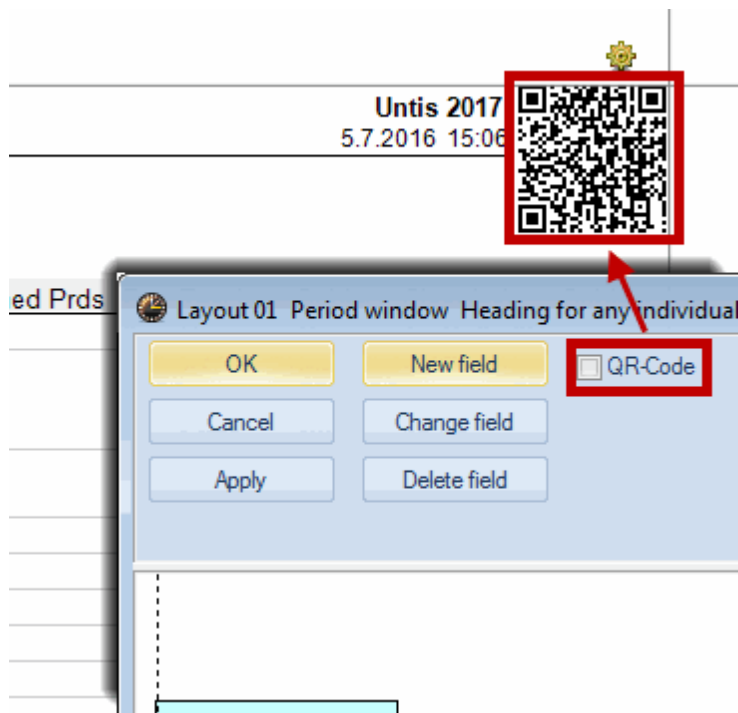 Untis 2017
5.7.2016 15:06
ed Prds
Layout 01 Period window Heading for any individual
OK
New field
QR-Code
Cancel
Change field
Apply
Delete field